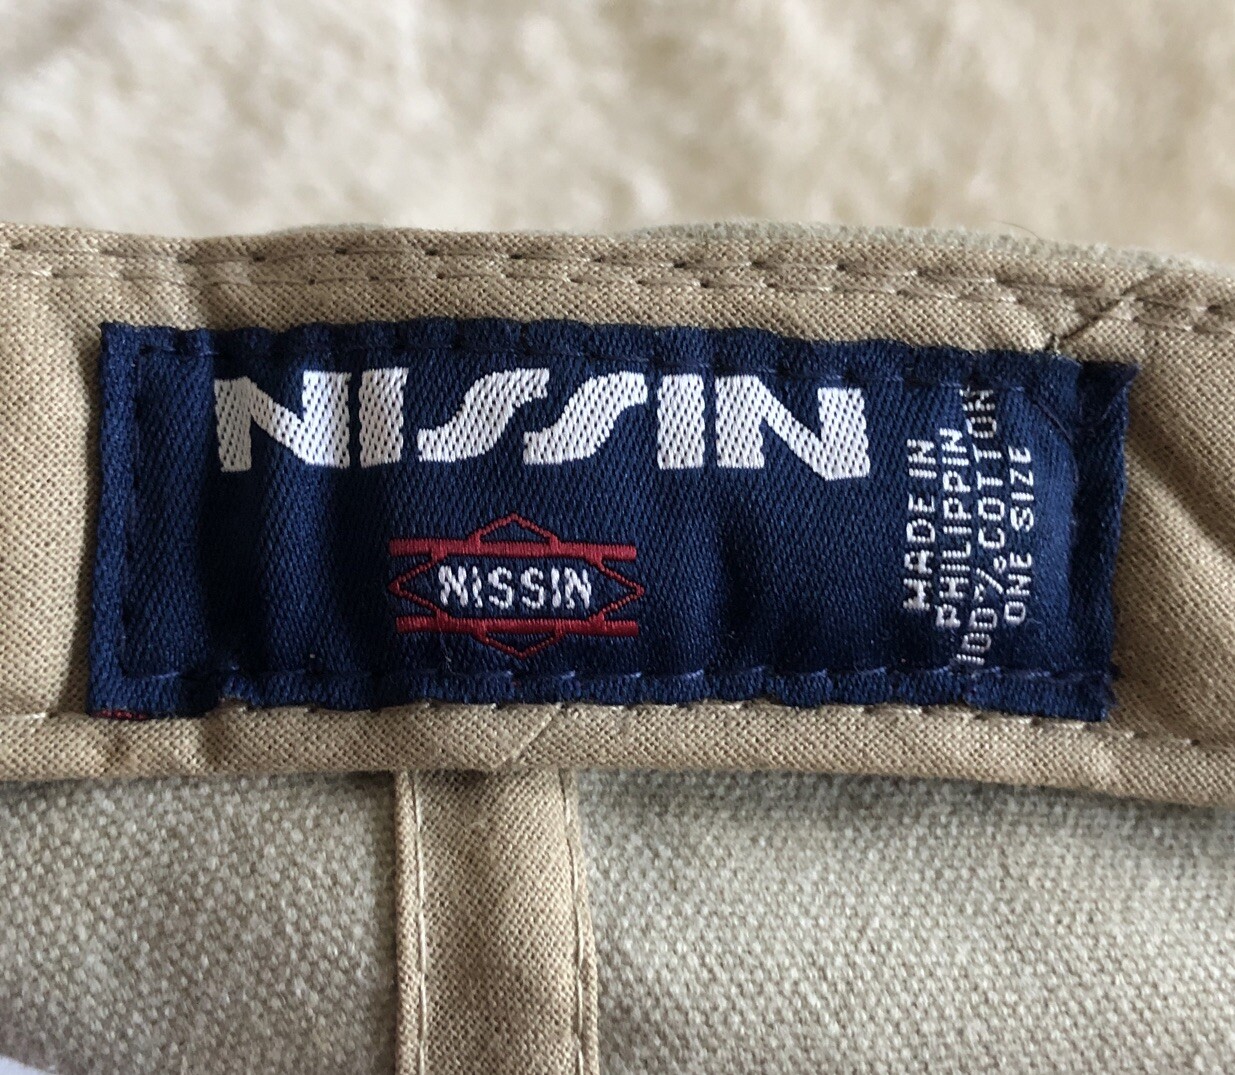 NISSIN
NiSSIN
MADE IN
PHILIPPIN
100%COTTON
ONE SIZE